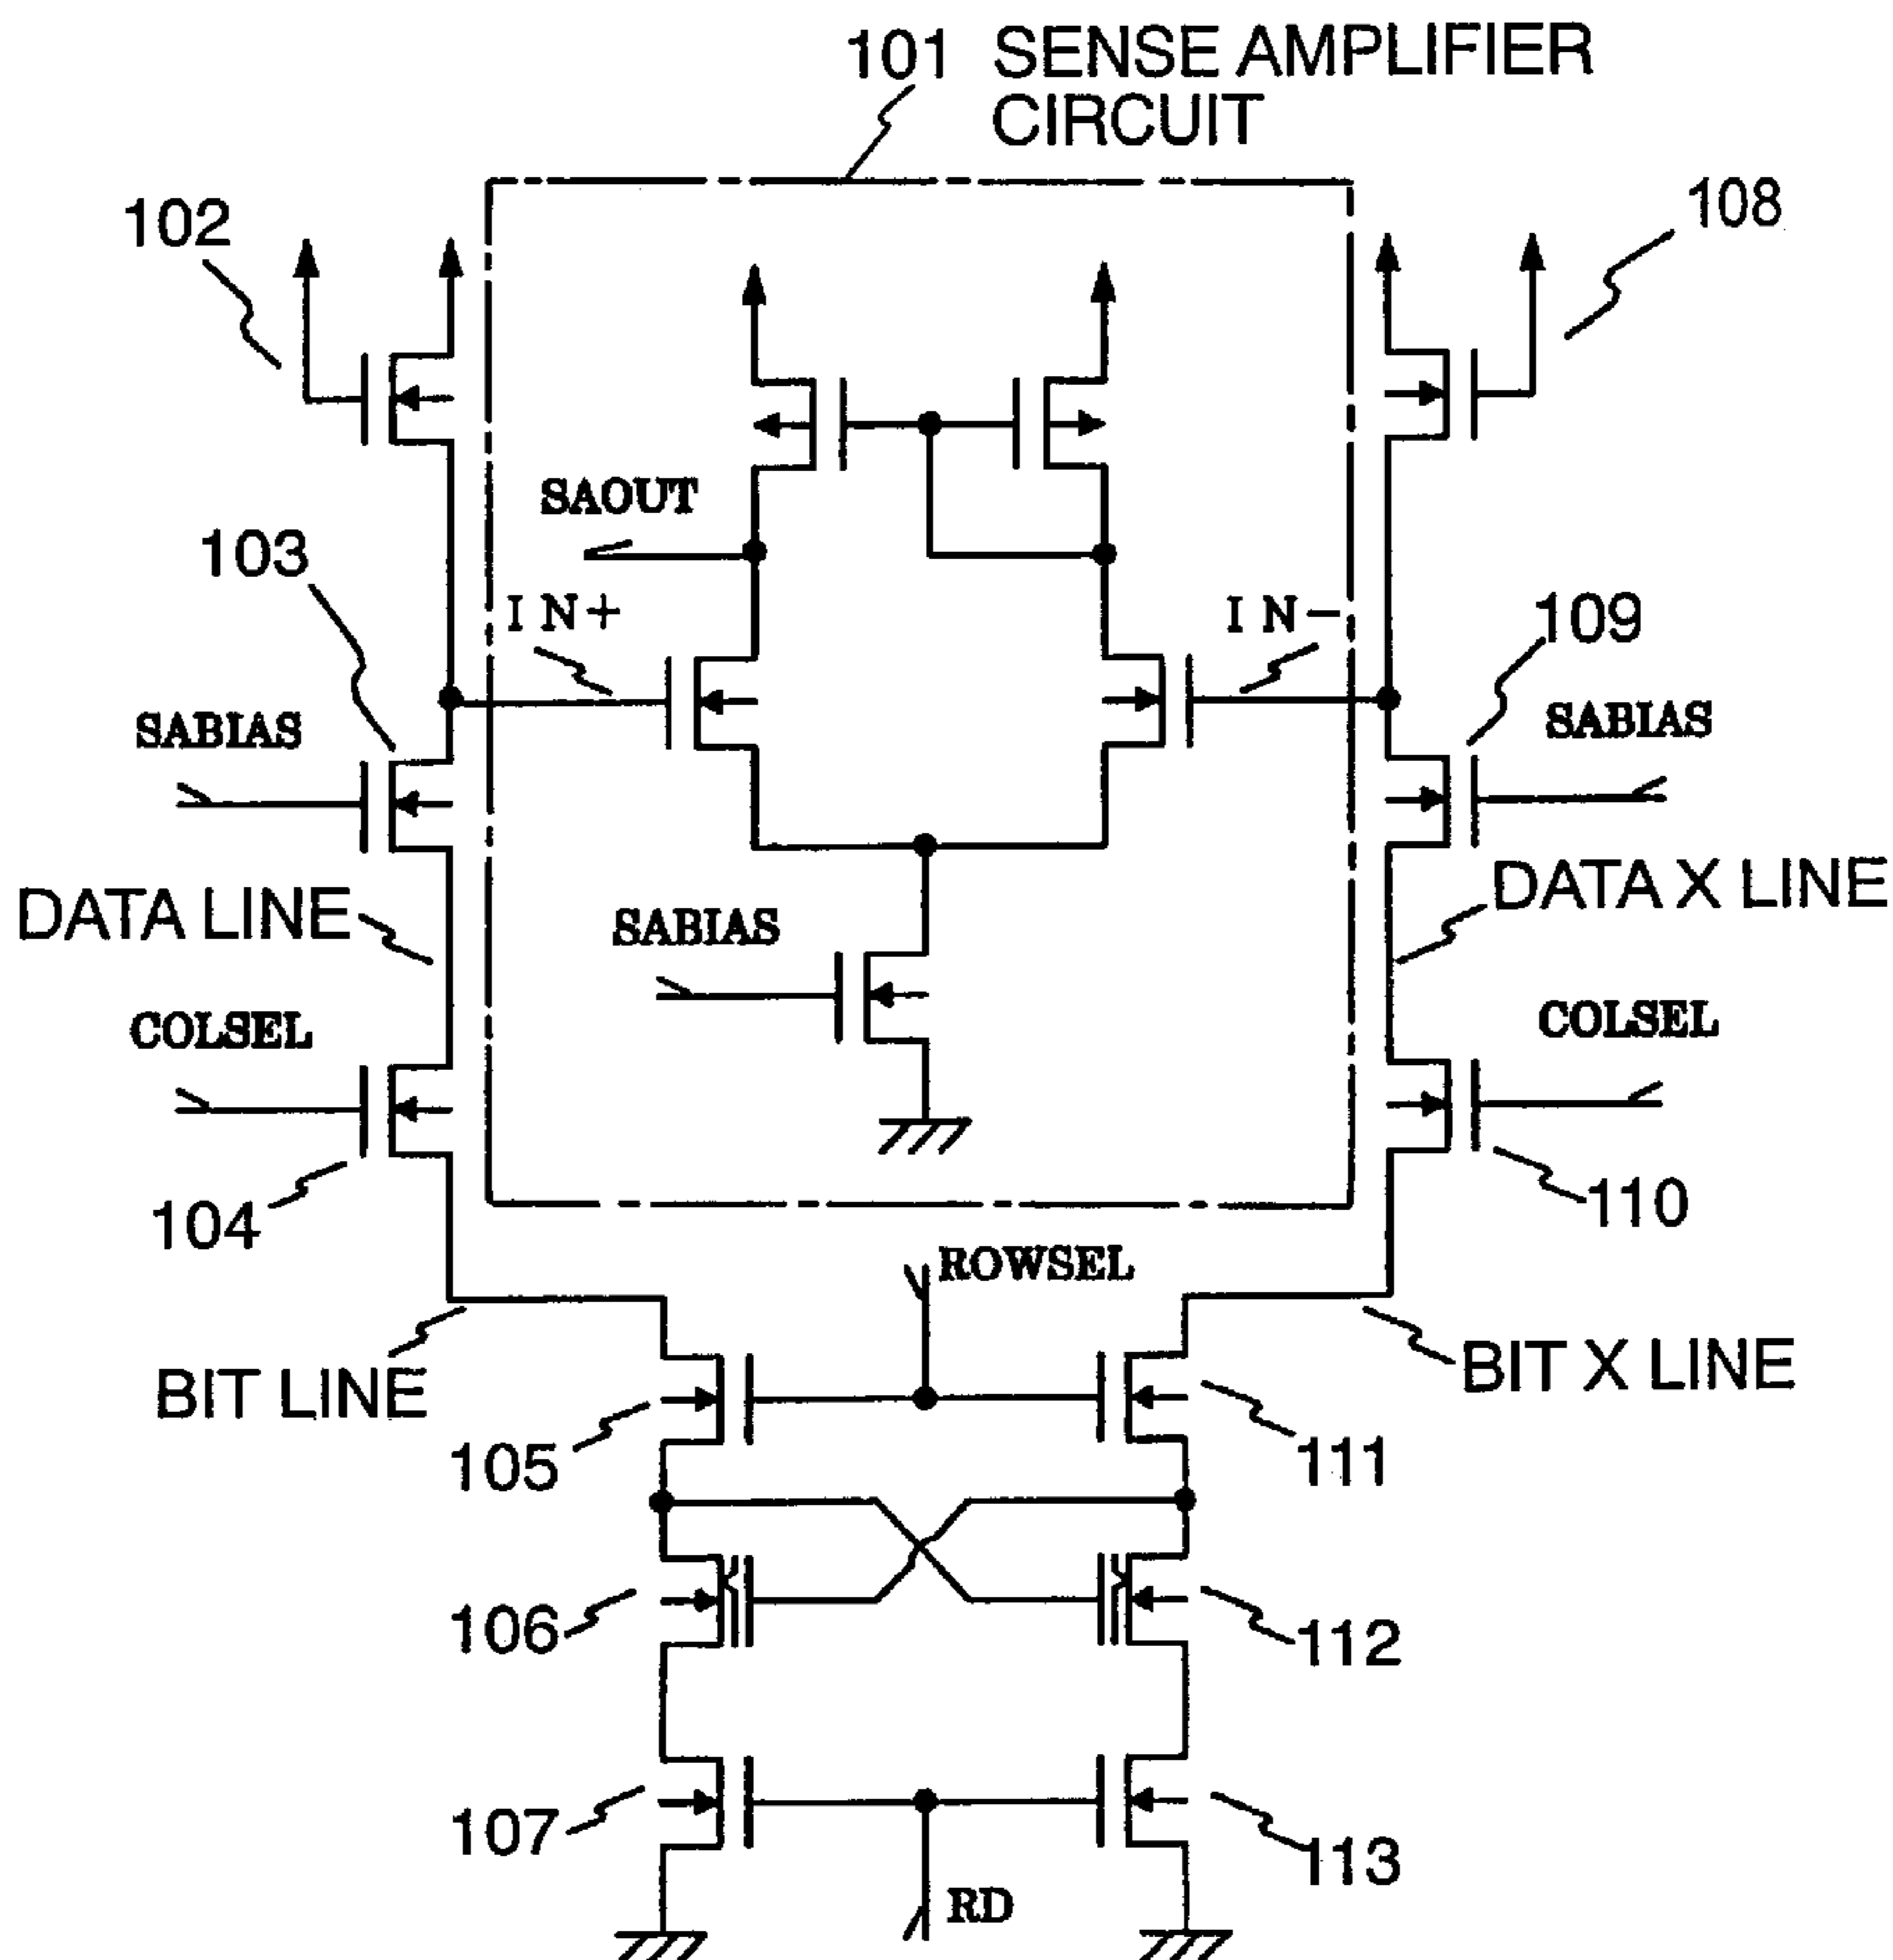 101 SENSE AMPLIFIER
CIRCUIT
102
108
SAOUT
103
IN+
IN-
109
SABIAS
SABIAS
DATA LINE
DATA X LINE
SABIAS
COLSEL
COLSEL
104
110
ROWSEL
BIT LINE
BIT X LINE
105
111
106
112
107
113
RD